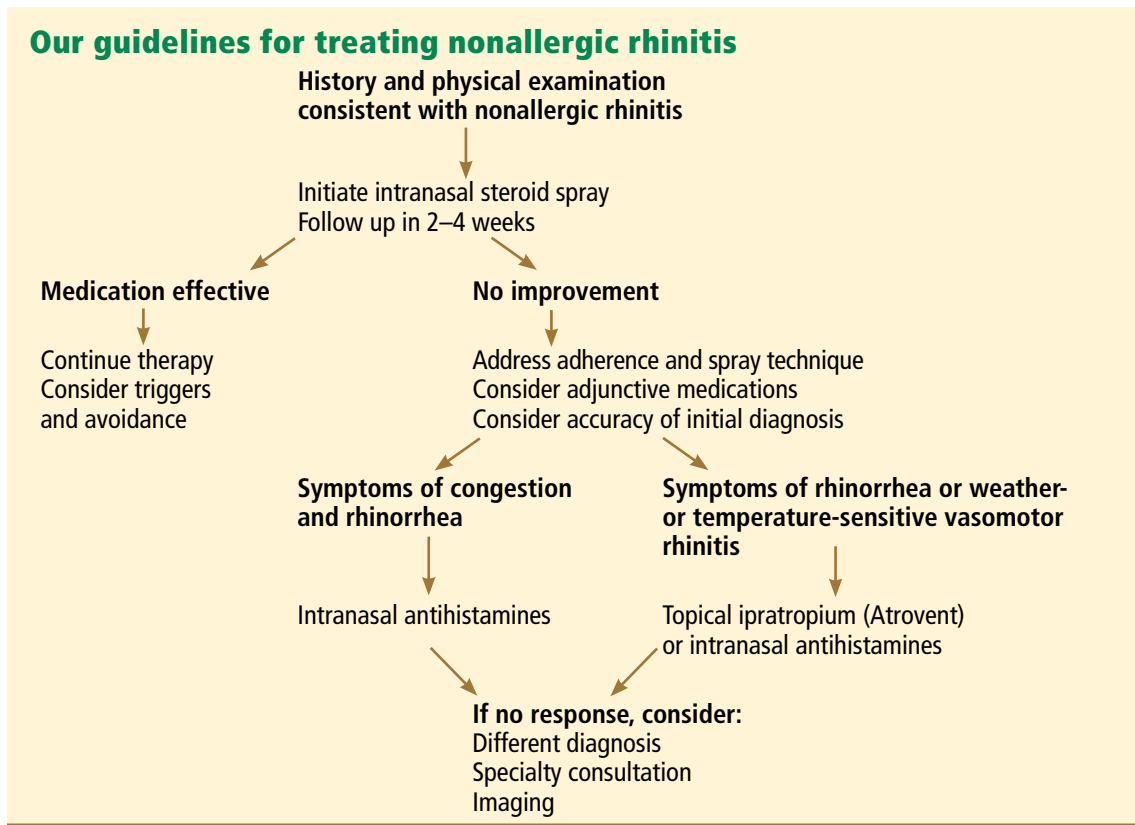 Our guidelines for treating nonallergic rhinitis
History and physical examination
consistent with nonallergic rhinitis
Initiate intranasal steroid spray
Follow up in 2–4 weeks
Medication effective
Continue therapy
Consider triggers
and avoidance
No improvement
Address adherence and spray technique
Consider adjunctive medications
Consider accuracy of initial diagnosis
Symptoms of congestion
and rhinorrhea
Intranasal antihistamines
Symptoms of rhinorrhea or weather-
or temperature-sensitive vasomotor
rhinitis
Topical ipratropium (Atrovent)
or intranasal antihistamines
If no response, consider:
Different diagnosis
Specialty consultation
Imaging